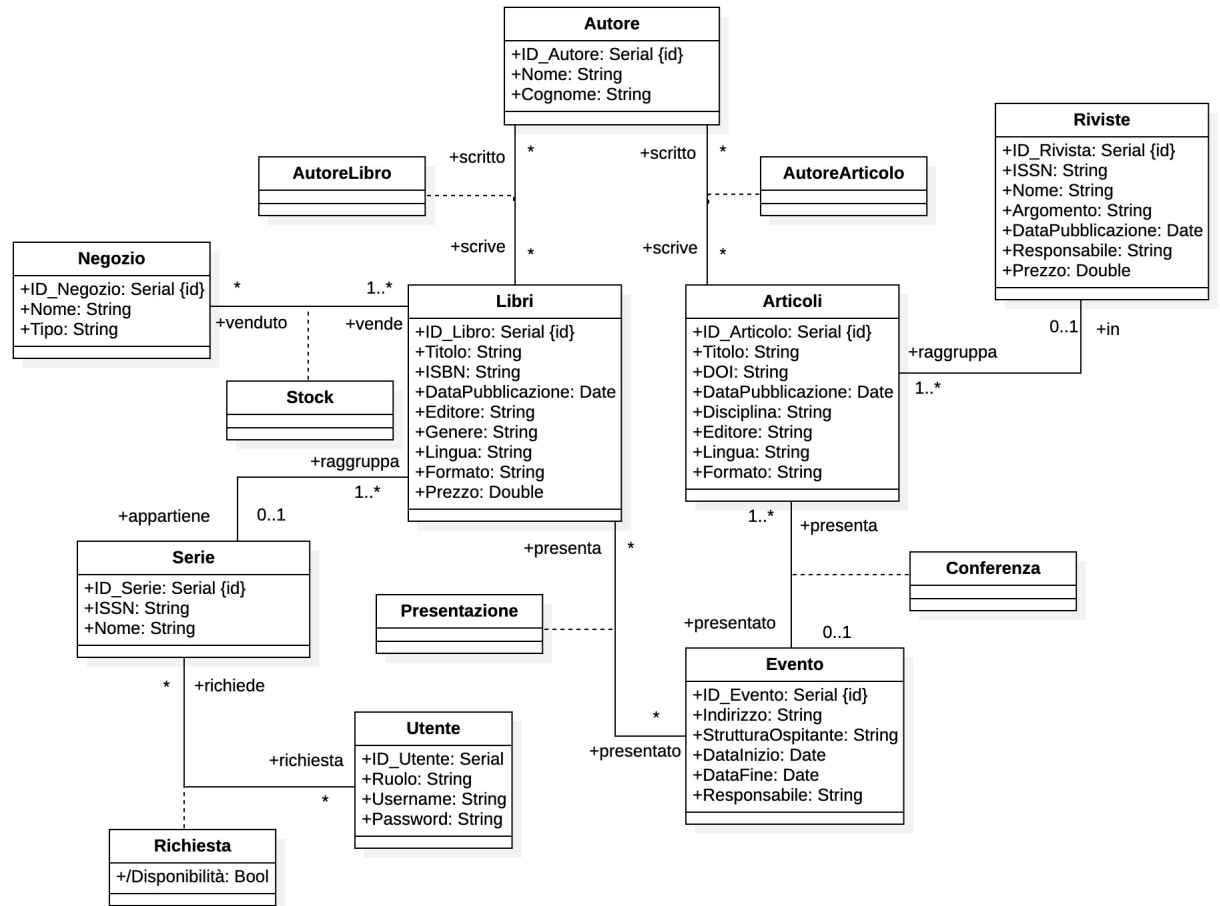 Autore
+ID_Autore: Serial {id}
+Nome: String
+Cognome: String
+scritto
*
+scritto
*
AutoreLibro
AutoreArticolo
+scrive
*
+scrive
*
Riviste
+ID_Rivista: Serial {id}
+ISSN: String
+Nome: String
+Argomento: String
+DataPubblicazione: Date
+Responsabile: String
+Prezzo: Double
0..1
+in
Negozio
+ID_Negozio: Serial {id}
+Nome: String
+Tipo: String
*
1..*
+venduto
+vende
Stock
Libri
+ID_Libro: Serial {id}
+Titolo: String
+ISBN: String
+DataPubblicazione: Date
+Editore: String
+Genere: String
+Lingua: String
+Formato: String
+Prezzo: Double
Articoli
+ID_Articolo: Serial {id}
+Titolo: String
+DOI: String
+DataPubblicazione: Date
+Disciplina: String
+Editore: String
+Lingua: String
+Formato: String
+raggruppa
1..*
+raggruppa
1..*
+appartiene
0..1
Serie
+ID_Serie: Serial {id}
+ISSN: String
+Nome: String
+presenta
*
1..*
+presenta
Presentazione
Conferenza
+presentato
0..1
*
+presentato
Evento
+ID_Evento: Serial {id}
+Indirizzo: String
+StrutturaOspitante: String
+DataInizio: Date
+DataFine: Date
+Responsabile: String
*
+richiede
+richiesta
*
Utente
+ID_Utente: Serial
+Ruolo: String
+Username: String
+Password: String
Richiesta
+/Disponibilità: Bool